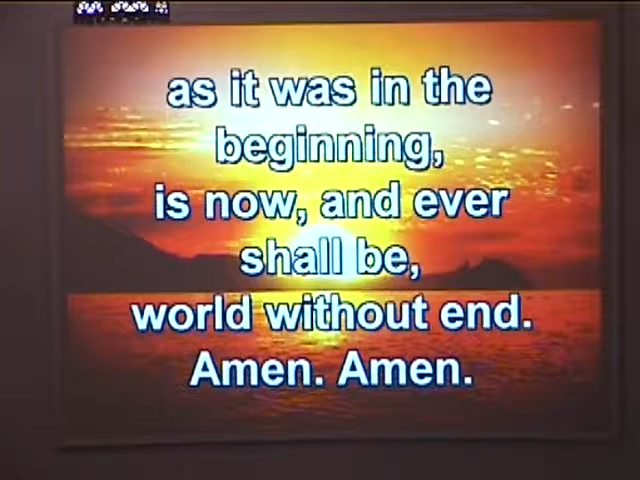 as it was in the
beginning,
is now, and ever
shall be,
world without end.
Amen. Amen.